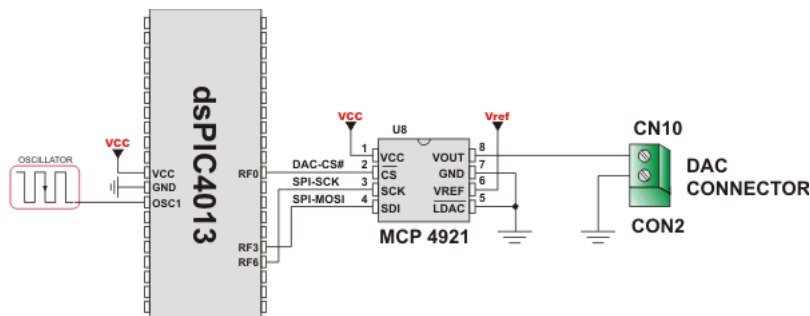 OSCILLATOR
VCC
VCC
GND
OSC1
dsPIC4013
RF0
RF3
RF6
DAC-CS#
SPI-SCK
SPI-MOSI
VCC
U8
Vref
1
2
3
4
VCC
CS
SCK
SDI
VOUT
GND
VREF
LDAC
8
7
6
5
MCP 4921
CN10
DAC
CONNECTOR
CON2